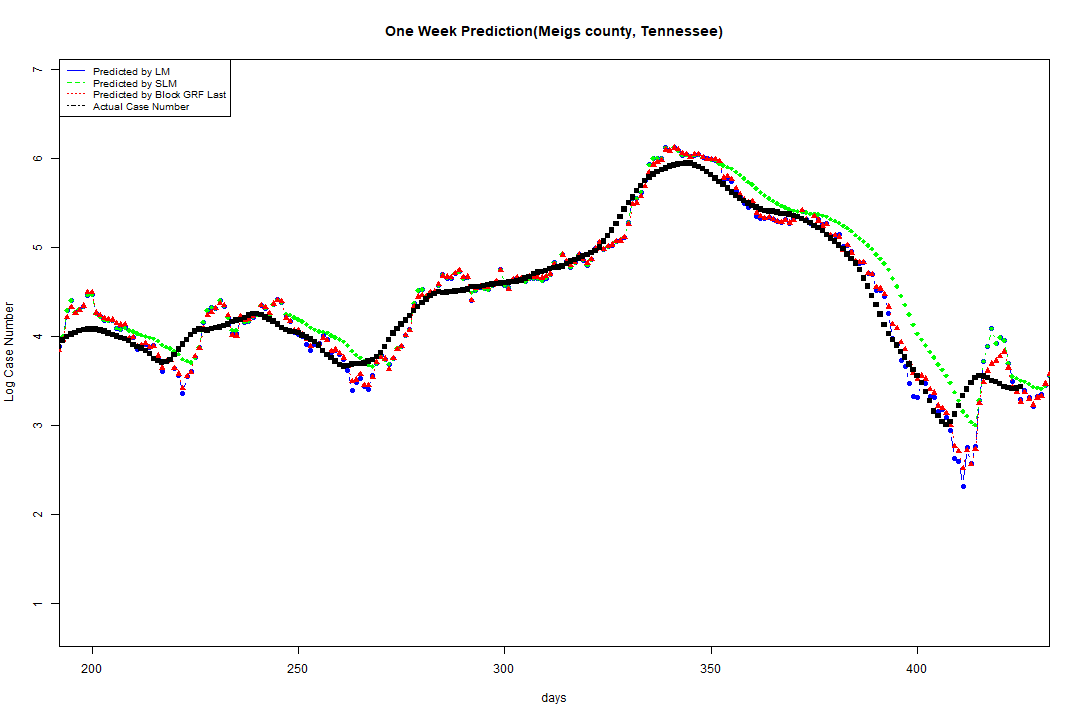 One Week Prediction(Meigs county, Tennessee)
Predicted by LM
Predicted by SLM
Predicted by Block GRF Last
Actual Case Number
7
6
5
4
3
2
1
Log Case Number
200
250
300
350
400
days